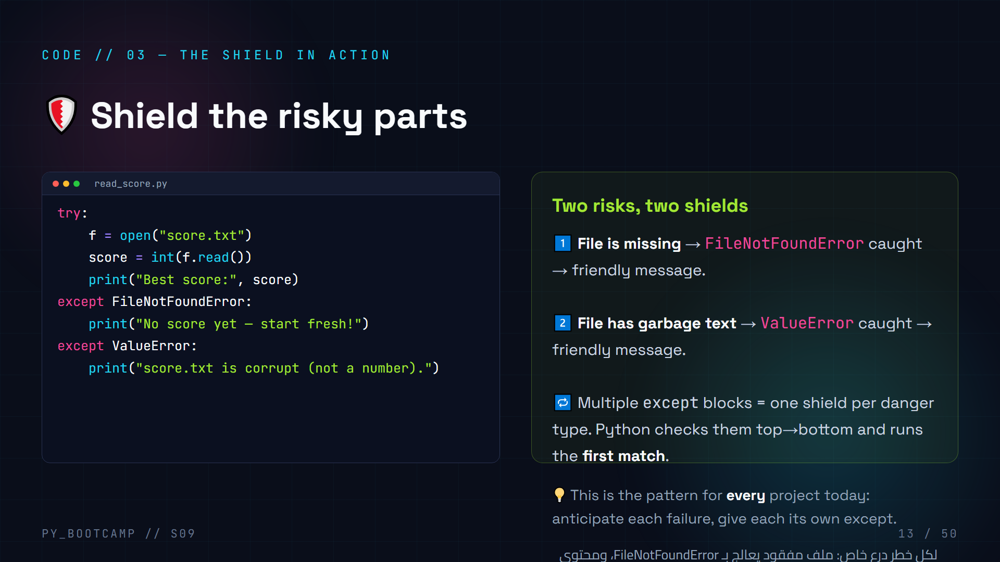 CODE // 03 — THE SHIELD IN ACTION
🛡️ Shield the risky parts
read_score.py
try:
    f = open("score.txt")
    score = int(f.read())
    print("Best score:", score)
except FileNotFoundError:
    print("No score yet — start fresh!")
except ValueError:
    print("score.txt is corrupt (not a number).")
Two risks, two shields
1️⃣ File is missing → FileNotFoundError caught
→ friendly message.
2️⃣ File has garbage text → ValueError caught →
friendly message.
🔁 Multiple except blocks = one shield per danger
type. Python checks them top→bottom and runs
the first match.
💡 This is the pattern for every project today:
anticipate each failure, give each its own except.
لكل خطر درع خاص: ملف مفقود يعالج بـ FileNotFoundError، ومحتوى
PY_BOOTCAMP // S09
13 / 50